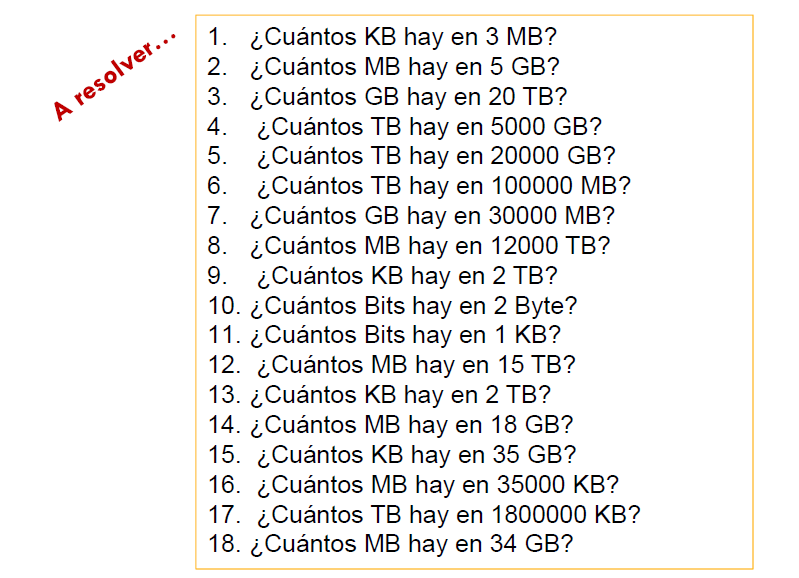 A resolver...
1. ¿Cuántos KB hay en 3 MB?
2. ¿Cuántos MB hay en 5 GB?
3. ¿Cuántos GB hay en 20 TB?
4. ¿Cuántos TB hay en 5000 GB?
5. ¿Cuántos TB hay en 20000 GB?
6. ¿Cuántos TB hay en 100000 MB?
7. ¿Cuántos GB hay en 30000 MB?
8. ¿Cuántos MB hay en 12000 TB?
9. ¿Cuántos KB hay en 2 TB?
10. ¿Cuántos Bits hay en 2 Byte?
11. ¿Cuántos Bits hay en 1 KB?
12. ¿Cuántos MB hay en 15 TB?
13. ¿Cuántos KB hay en 2 TB?
14. ¿Cuántos MB hay en 18 GB?
15. ¿Cuántos KB hay en 35 GB?
16. ¿Cuántos MB hay en 35000 KB?
17. ¿Cuántos TB hay en 1800000 KB?
18. ¿Cuántos MB hay en 34 GB?